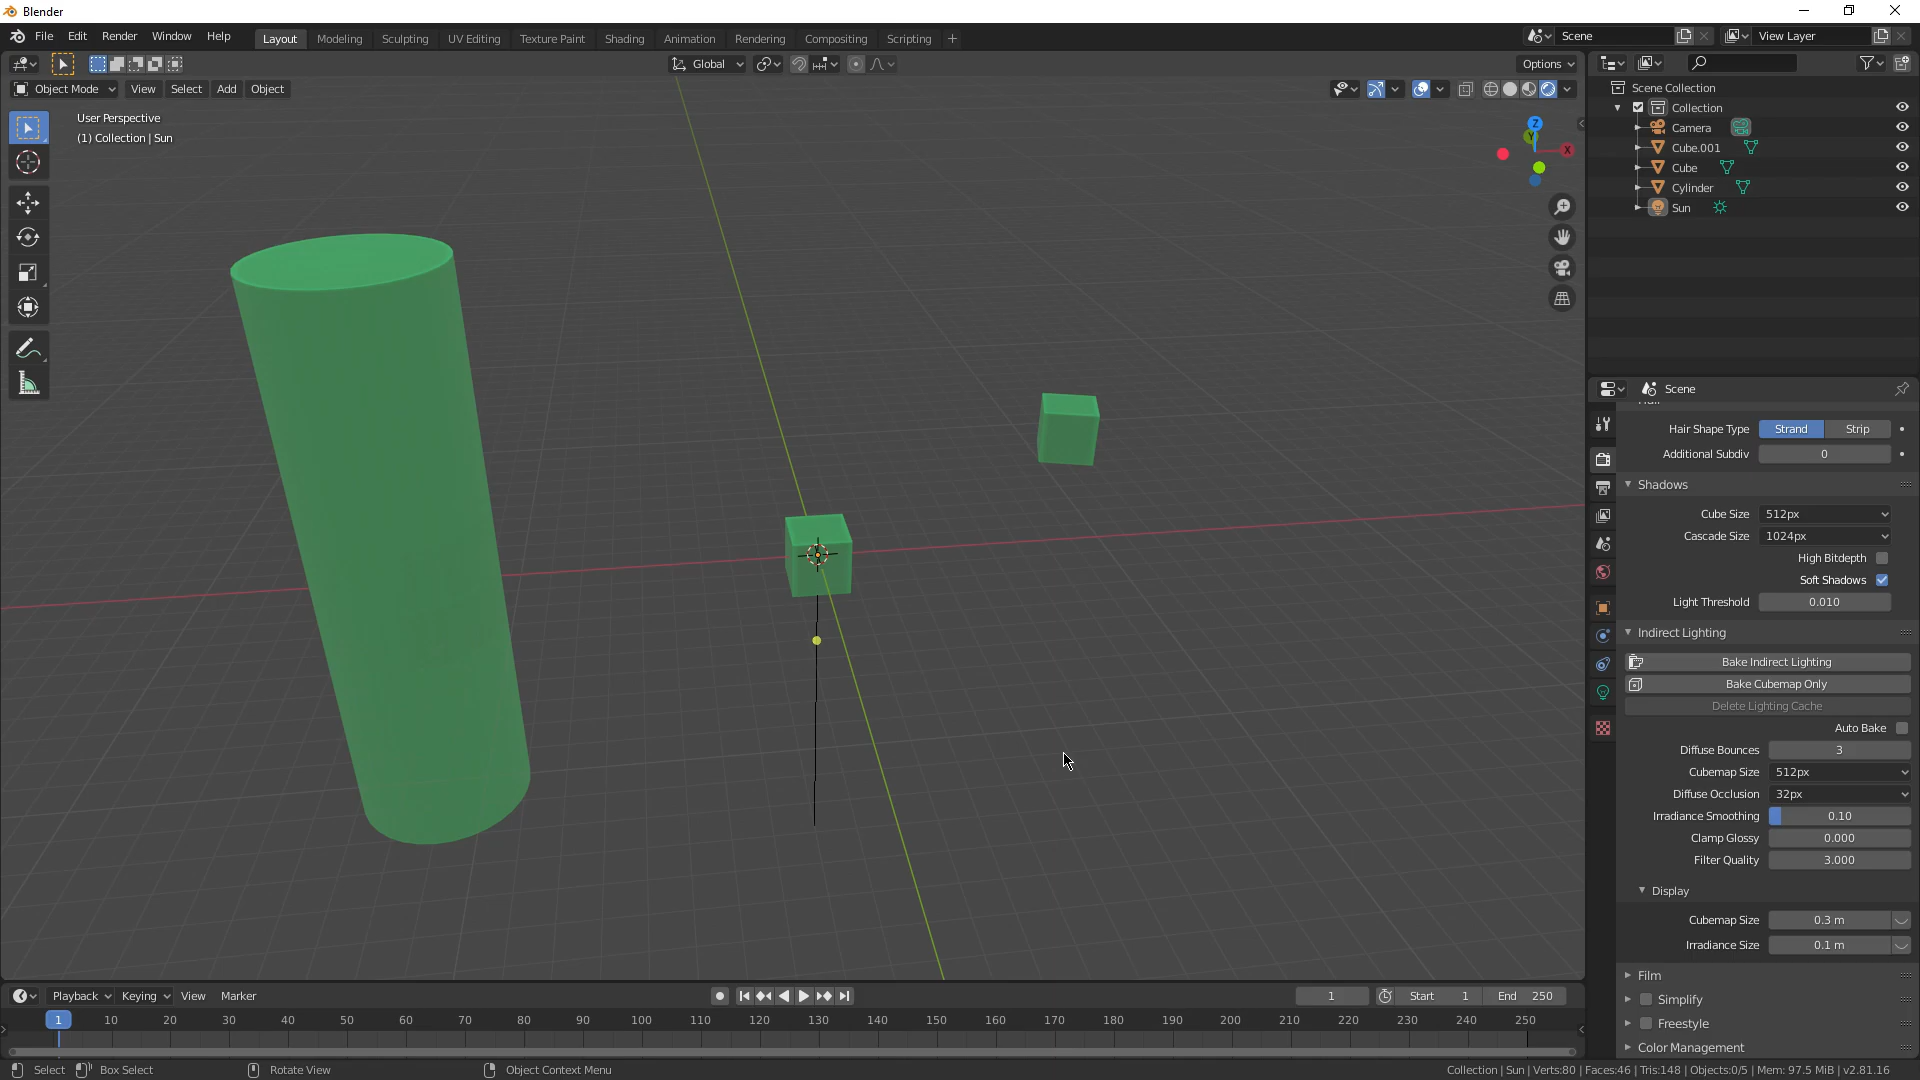 Blender
File Edit Render Window Help
Layout Modeling Sculpting UV Editing Texture Paint Shading Animation Rendering Compositing Scripting +
Scene
View Layer
Global
Options
Object Mode View Select Add Object
User Perspective
(1) Collection | Sun
Z
Y
X
Scene Collection
Collection
Camera
Cube.001
Cube
Cylinder
Sun
Scene
Hair Shape Type Strand Strip
Additional Subdiv 0
Shadows
Cube Size 512px
Cascade Size 1024px
High Bitdepth
Soft Shadows
Light Threshold 0.010
Indirect Lighting
Bake Indirect Lighting
Bake Cubemap Only
Delete Lighting Cache
Auto Bake
Diffuse Bounces 3
Cubemap Size 512px
Diffuse Occlusion 32px
Irradiance Smoothing 0.10
Clamp Glossy 0.000
Filter Quality 3.000
Display
Cubemap Size 0.3 m
Irradiance Size 0.1 m
Film
Simplify
Freestyle
Color Management
Playback Keying View Marker
1
Start 1
End 250
1 10 20 30 40 50 60 70 80 90 100 110 120 130 140 150 160 170 180 190 200 210 220 230 240 250
Select Box Select Rotate View Object Context Menu
Collection | Sun | Verts:80 | Faces:46 | Tris:148 | Objects:0/5 | Mem: 97.5 MiB | v2.81.16